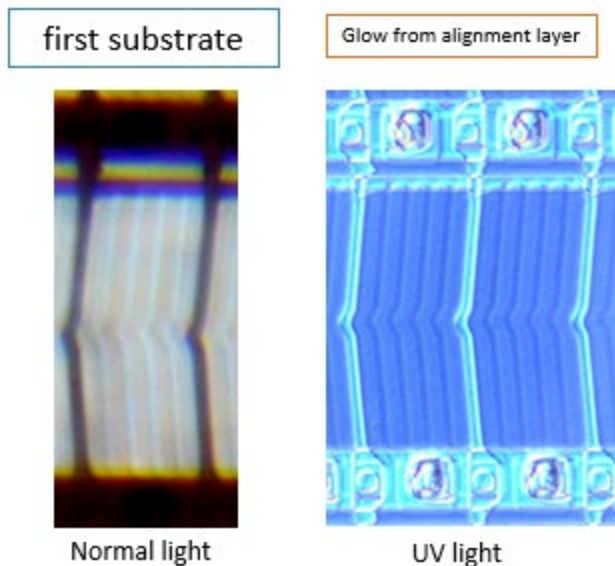 first substrate
Glow from alignment layer
Normal light
UV light